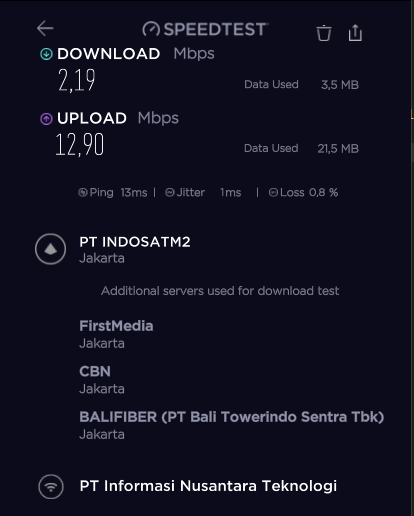 SPEEDTEST
DOWNLOAD Mbps
2,19
Data Used 3,5 MB
UPLOAD Mbps
12,90
Data Used 21,5 MB
Ping 13ms | Jitter 1ms | Loss 0,8 %
PT INDOSATM2
Jakarta
Additional servers used for download test
FirstMedia
Jakarta
CBN
Jakarta
BALIFIBER (PT Bali Towerindo Sentra Tbk)
Jakarta
PT Informasi Nusantara Teknologi